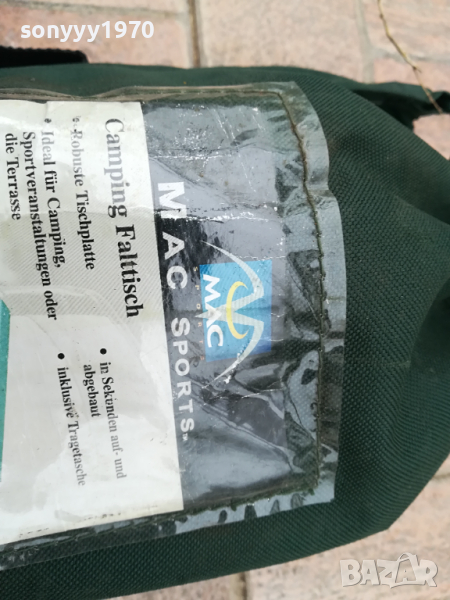 sonyyy1970
MAC
MAC SPORTS
Camping Falttisch
• Robuste Tischplatte
• Ideal für Camping,
Sportveranstaltungen oder
die Terrasse
• in Sekunden auf- und
abgebaut
• inklusive Tragetasche
BAZAR